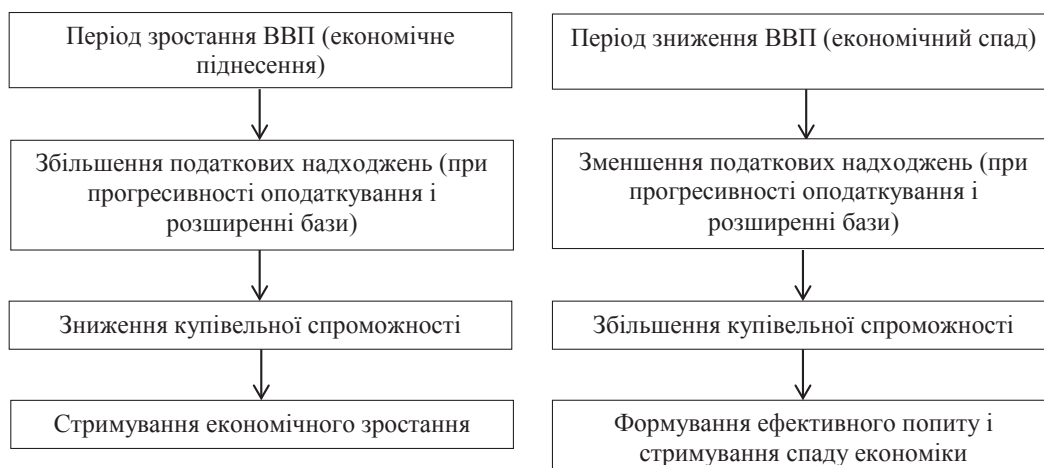 Період зростання ВВП (економічне
піднесення)
Збільшення податкових надходжень (при
прогресивності оподаткування і
розширенні бази)
Зниження купівельної спроможності
Стримування економічного зростання
Період зниження ВВП (економічний спад)
Зменшення податкових надходжень (при
прогресивності оподаткування і
розширенні бази)
Збільшення купівельної спроможності
Формування ефективного попиту і
стримування спаду економіки